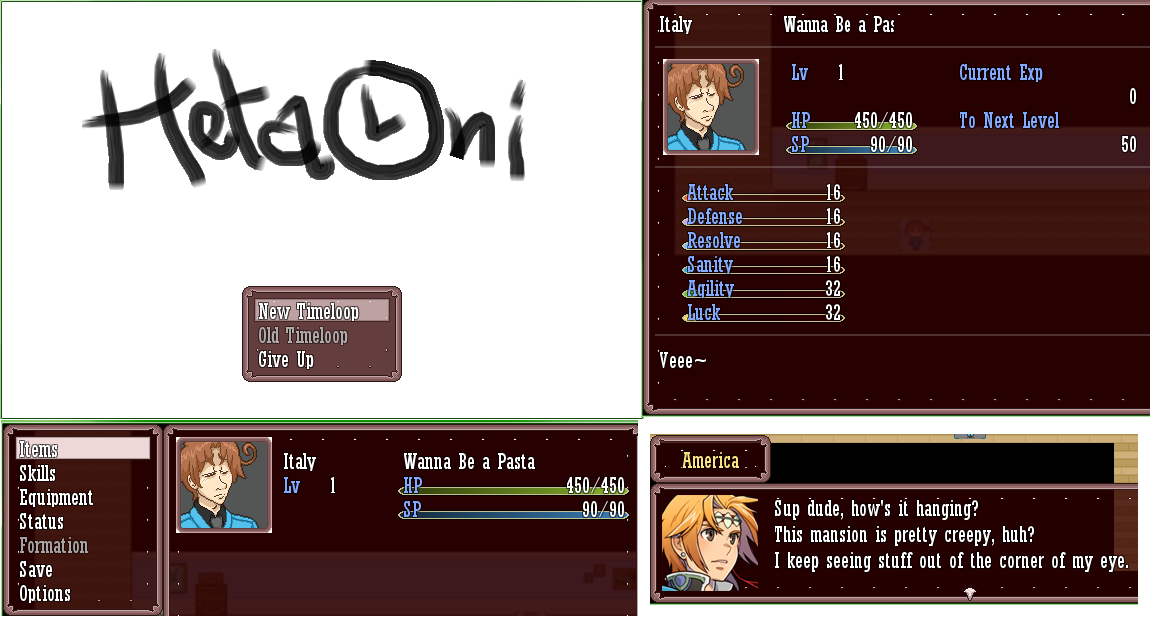 HetaOni
New Timeloop
Old Timeloop
Give Up
Italy
Wanna Be a Pas
Lv 1
Current Exp
0
HP 450/450
To Next Level
SP 90/90
50
Attack 16
Defense 16
Resolve 16
Sanity 16
Agility 32
Luck 32
Veee~
Items
Skills
Equipment
Status
Formation
Save
Options
Italy
Wanna Be a Pasta
Lv 1
HP 450/450
SP 90/90
America
Sup dude, how's it hanging?
This mansion is pretty creepy, huh?
I keep seeing stuff out of the corner of my eye.